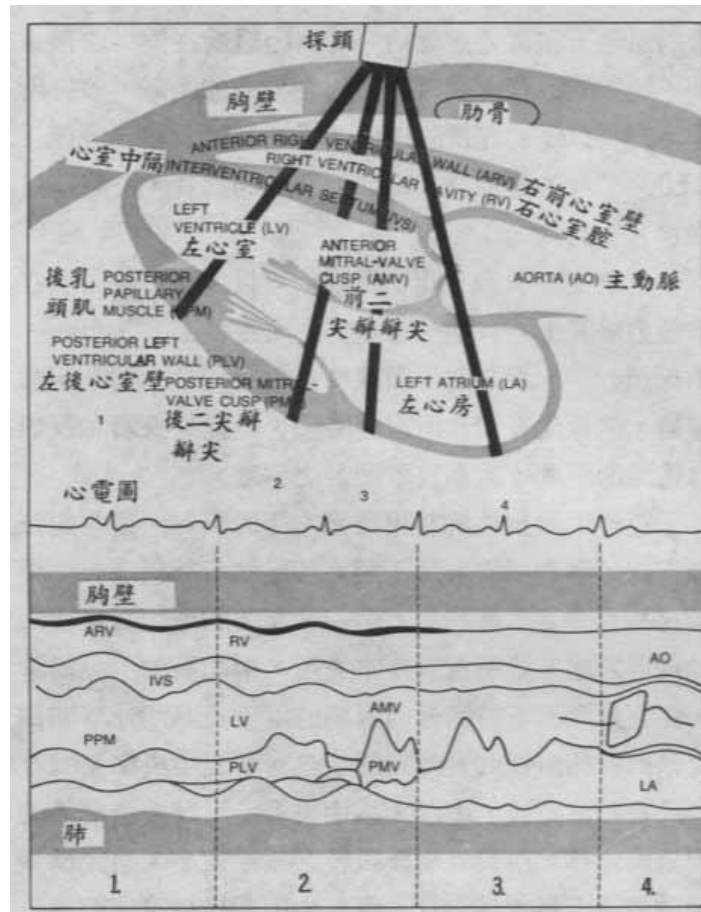 探頭
胸壁
肋骨
心室中隔
ANTERIOR RIGHT VENTRICULAR WALL (ARV) 右前心室壁
RIGHT VENTRICULAR CAVITY (RV) 右心室腔
INTERVENTRICULAR SEPTUM (IVS)
LEFT
VENTRICLE (LV)
左心室
ANTERIOR
MITRAL-VALVE
CUSP (AMV)
前二
尖瓣瓣尖
AORTA (AO) 主動脈
後乳
頭肌
POSTERIOR
PAPILLARY
MUSCLE (PPM)
POSTERIOR LEFT
VENTRICULAR WALL (PLV)
左後心室壁
POSTERIOR MITRAL-
VALVE CUSP (PM
後二尖瓣
瓣尖
LEFT ATRIUM (LA)
左心房
1
2
3
4
心電圖
胸壁
ARV
RV
AO
IVS
LV
AMV
PPM
PLV
PMV
LA
肺
1.
2.
3.
4.